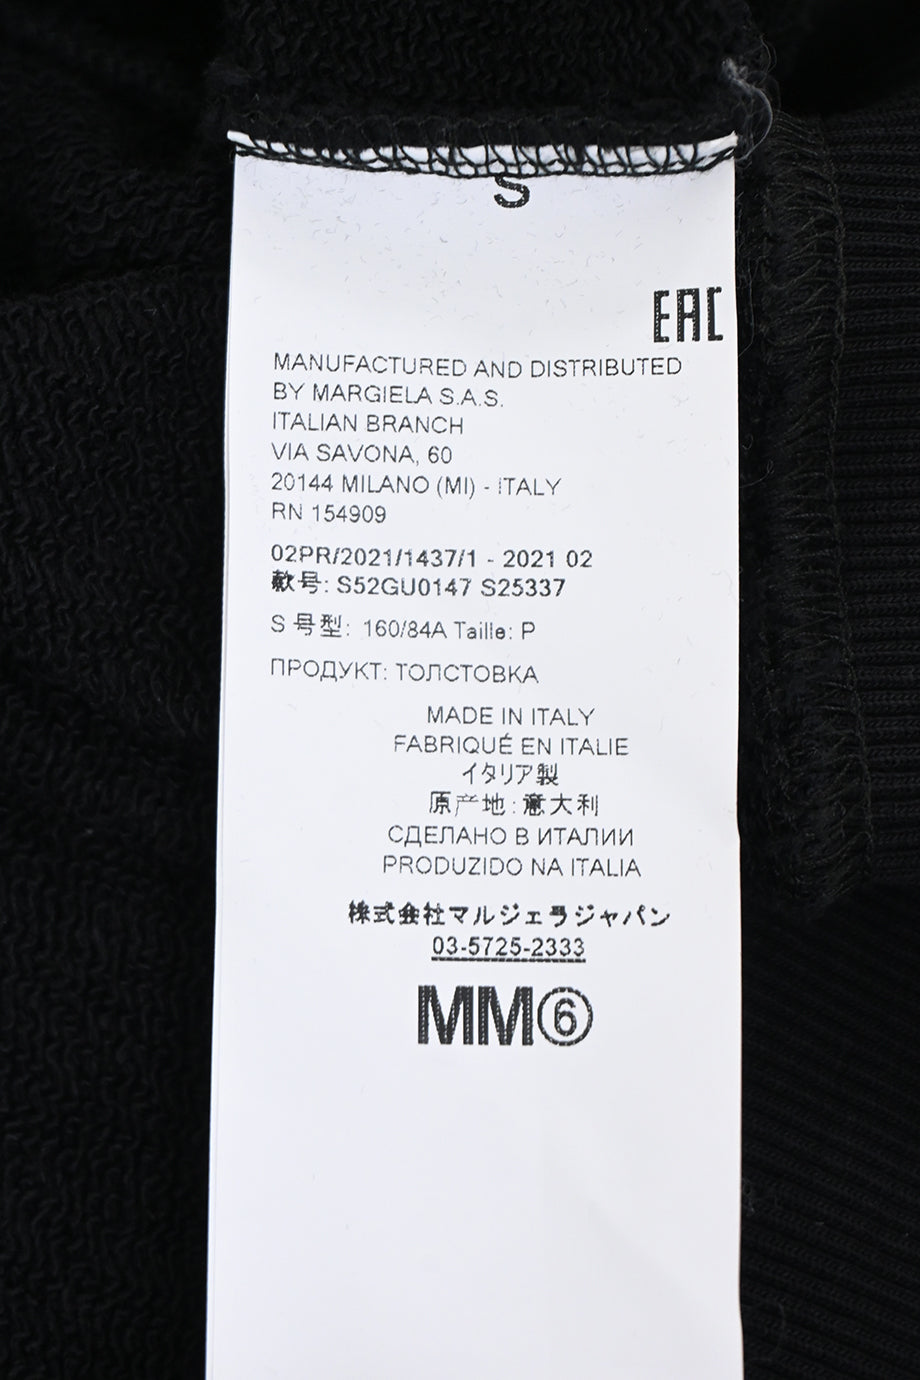 S
EAC
MANUFACTURED AND DISTRIBUTED
BY MARGIELA S.A.S.
ITALIAN BRANCH
VIA SAVONA, 60
20144 MILANO (MI) - ITALY
RN 154909
02PR/2021/1437/1 - 2021 02
款号: S52GU0147 S25337
S 号型: 160/84A Taille: P
ПРОДУКТ: ТОЛСТОВКА
MADE IN ITALY
FABRIQUÉ EN ITALIE
イタリア製
原产地: 意大利
СДЕЛАНО В ИТАЛИИ
PRODUZIDO NA ITALIA
株式会社マルジェラジャパン
03-5725-2333
MM⑥